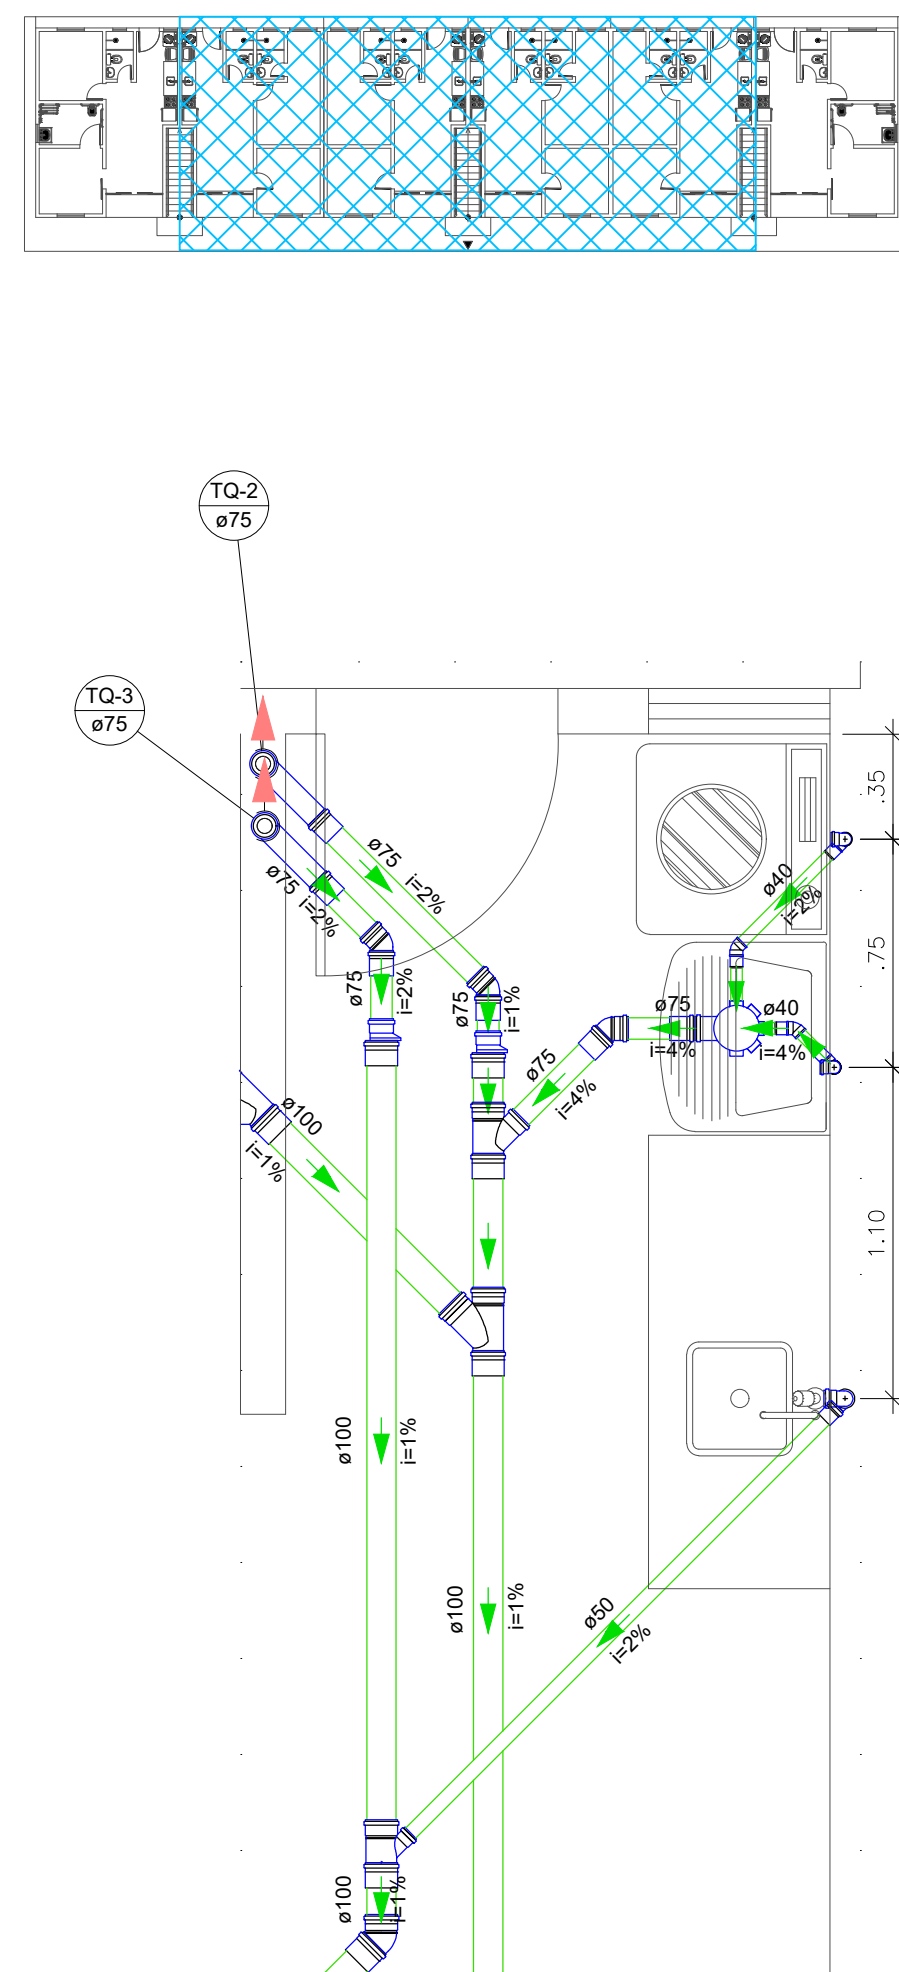 TQ-2
ø75
TQ-3
ø75
.35
ø75
i=2%
ø75
i=2%
ø40
i=2%
.75
ø75
i=2%
ø75
i=1%
ø75
i=4%
ø40
i=4%
ø75
i=4%
ø100
i=1%
1.10
ø100
i=1%
ø100
i=1%
ø50
i=2%
ø100
i=1%